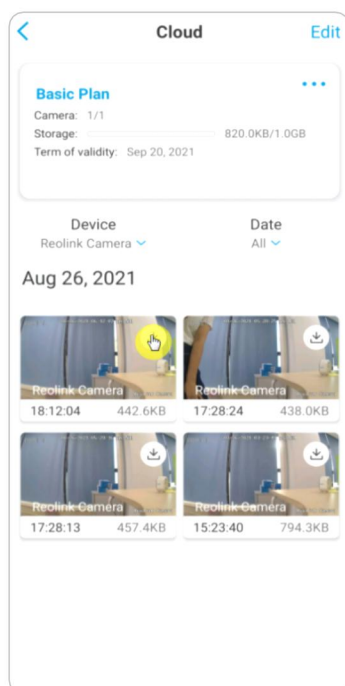 Cloud
Edit
Basic Plan
Camera: 1/1
Storage: 820.0KB/1.0GB
Term of validity: Sep 20, 2021
Device
Date
Reolink Camera
All
Aug 26, 2021
Reolink Camera
Reolink Camera
18:12:04 442.6KB
17:28:24 438.0KB
Reolink Camera
Reolink Camera
17:28:13 457.4KB
15:23:40 794.3KB